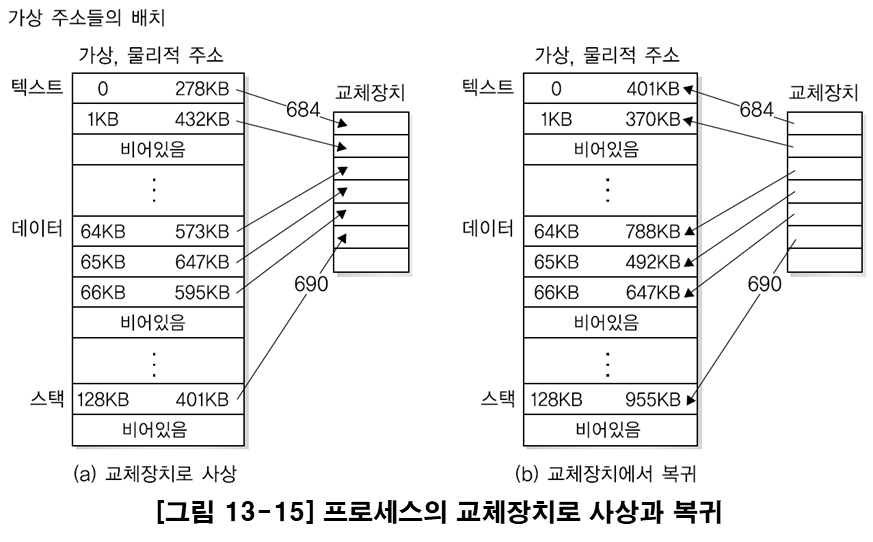 가상 주소들의 배치
가상, 물리적 주소
텍스트 0 278KB
1KB 432KB
비어있음
⋮
데이터 64KB 573KB
65KB 647KB
66KB 595KB
비어있음
⋮
스택 128KB 401KB
비어있음
684
교체장치
690
(a) 교체장치로 사상
가상, 물리적 주소
텍스트 0 401KB
1KB 370KB
비어있음
⋮
데이터 64KB 788KB
65KB 492KB
66KB 647KB
비어있음
⋮
스택 128KB 955KB
비어있음
684
교체장치
690
(b) 교체장치에서 복귀
[그림 13-15] 프로세스의 교체장치로 사상과 복귀